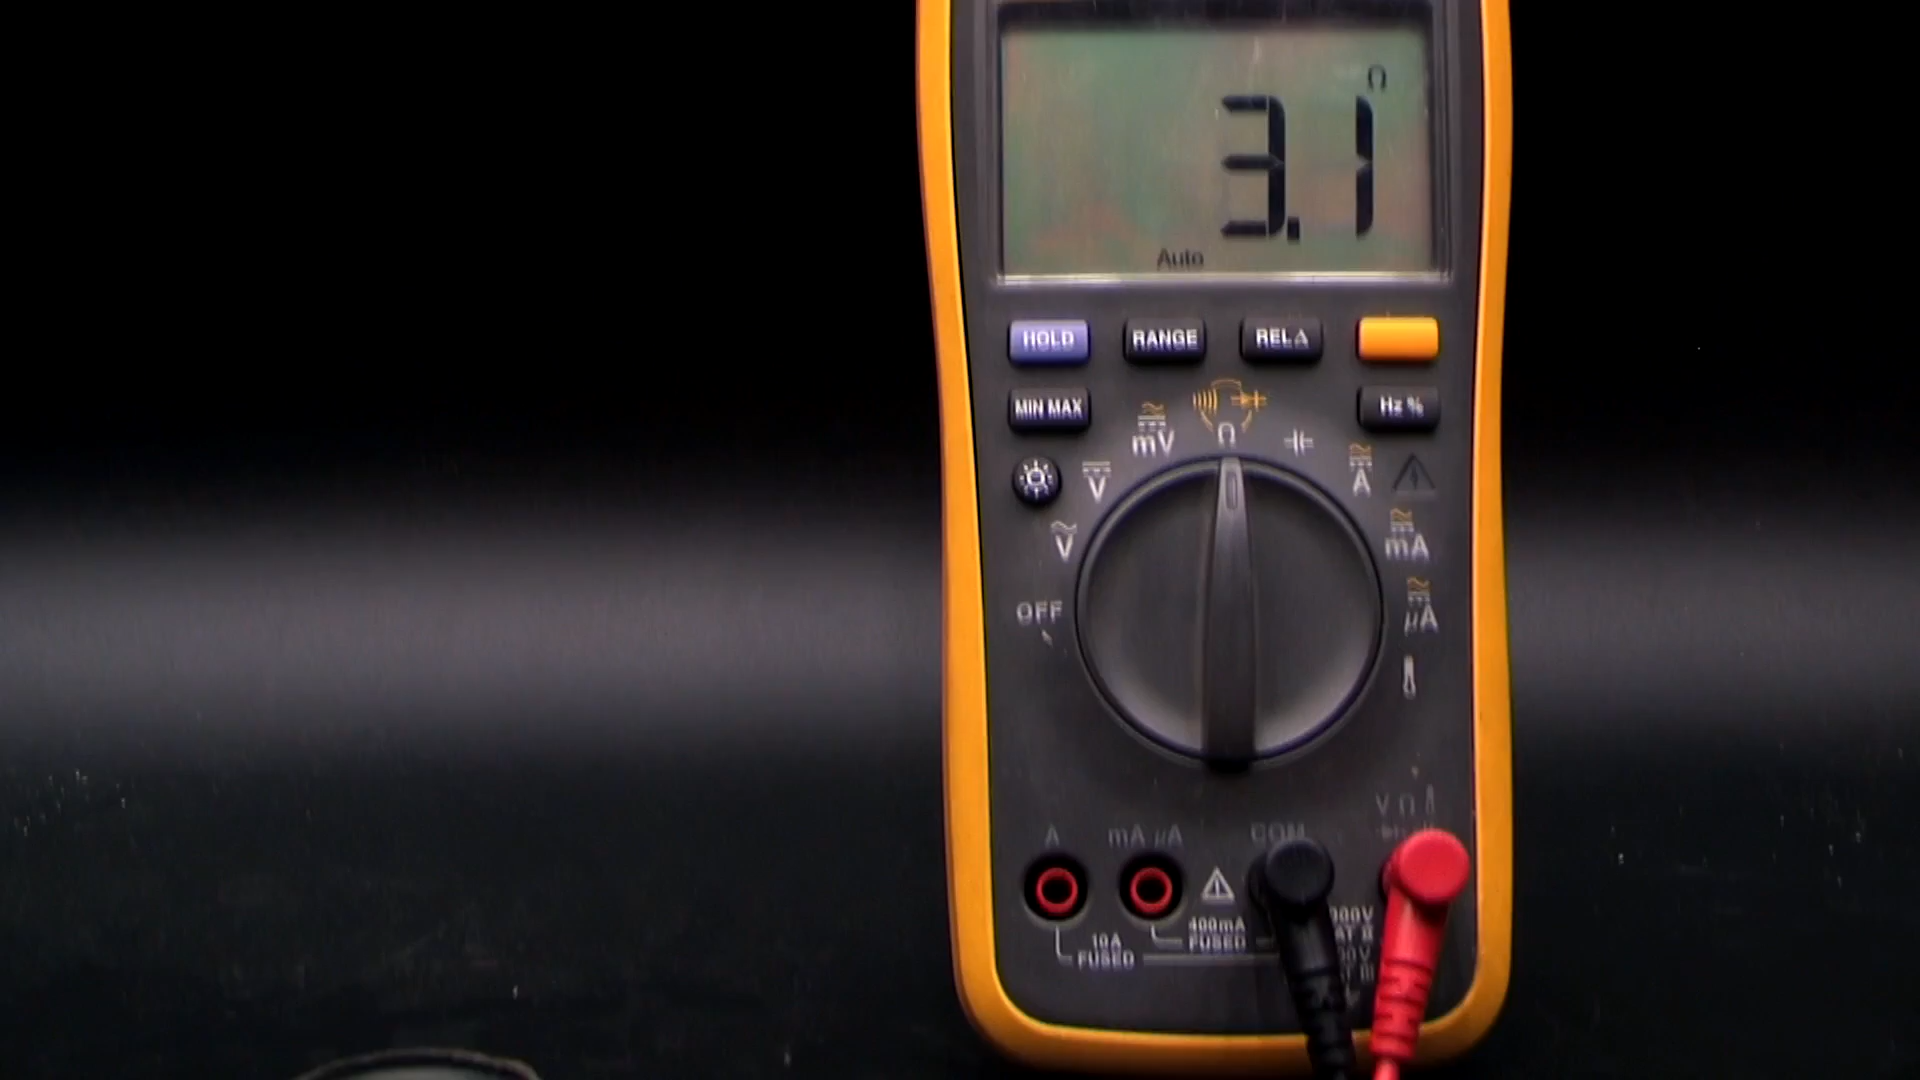 Ω
3.1
Auto
HOLD
RANGE
REL△
MIN MAX
Hz %
mV
Ω
V
A
V
mA
OFF
µA
V Ω
A
mA µA
COM
400mA
FUSED
10A
FUSED